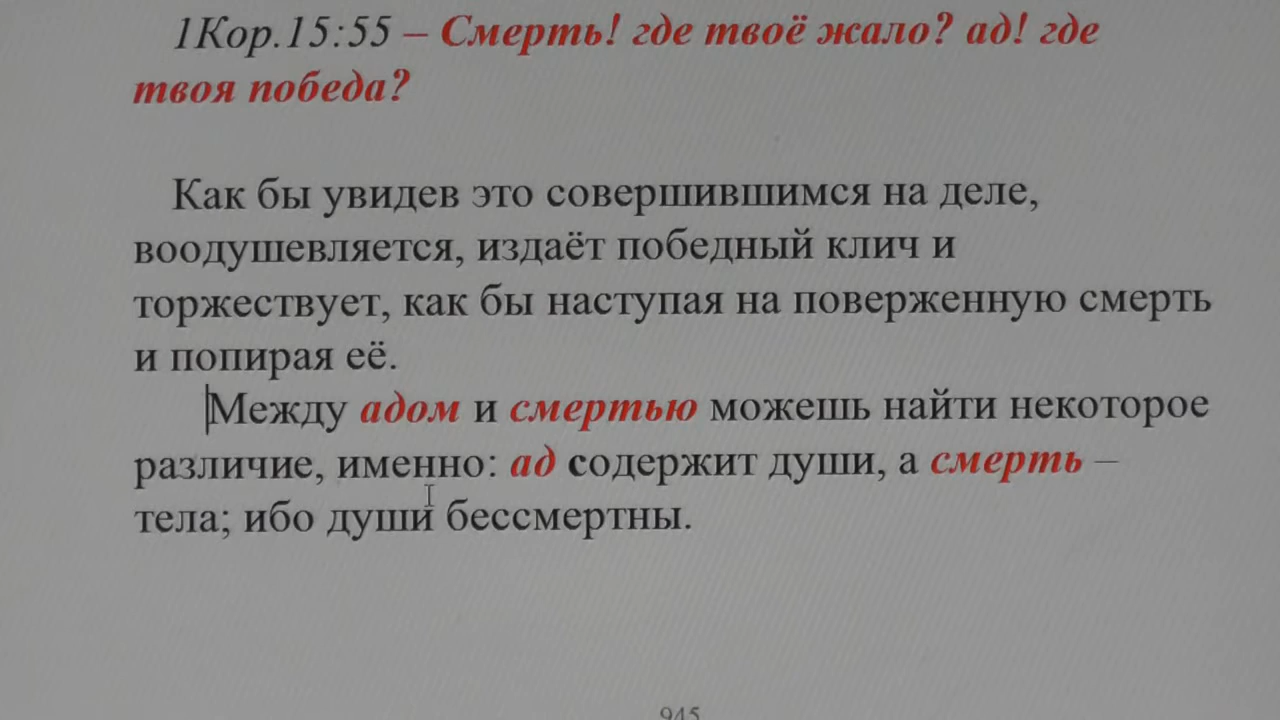 1Кор.15:55 – Смерть! где твоё жало? ад! где
твоя победа?
Как бы увидев это совершившимся на деле,
воодушевляется, издаёт победный клич и
торжествует, как бы наступая на поверженную смерть
и попирая её.
Между адом и смертью можешь найти некоторое
различие, именно: ад содержит души, а смерть –
тела; ибо души бессмертны.
945